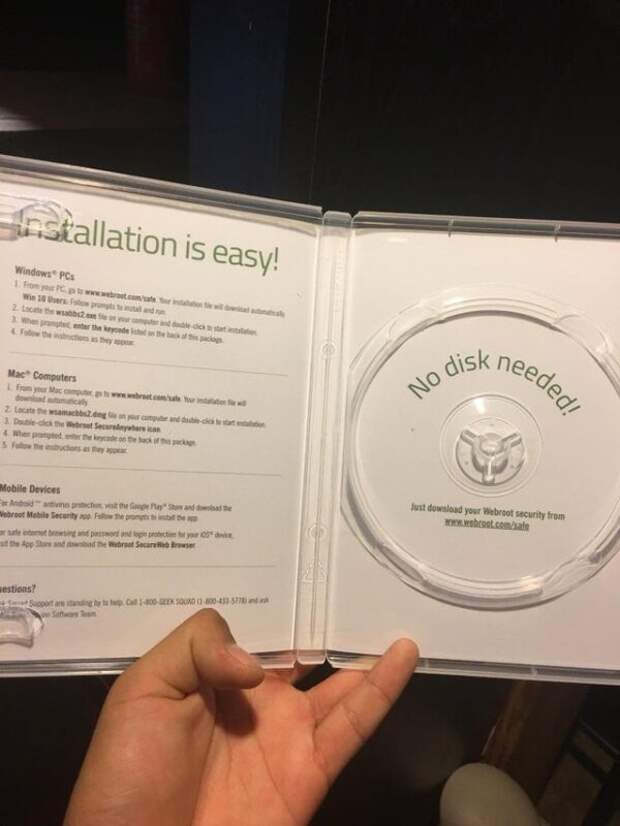 Installation is easy!
Windows® PCs
1. From your PC, go to www.webroot.com/safe. Your installation file will download automatically.
Win 10 Users: Follow prompts to install and run.
2. Locate the wsabbs2.exe file on your computer and double-click to start installation.
3. When prompted, enter the keycode listed on the back of this package.
4. Follow the instructions as they appear.
Mac® Computers
1. From your Mac computer, go to www.webroot.com/safe. Your installation file will
download automatically.
2. Locate the wsamacbbs2.dmg file on your computer and double-click to start installation.
3. Double-click the Webroot SecureAnywhere icon.
4. When prompted, enter the keycode on the back of this package.
5. Follow the instructions as they appear.
Mobile Devices
For Android™ antivirus protection, visit the Google Play® Store and download the
Webroot Mobile Security app. Follow the prompts to install the app.
safe internet browsing and password and login protection for your iOS® device,
the App Store and download the Webroot SecureWeb Browser.
estions?
Squad Support are standing by to help. Call 1-800-GEEK SQUAD (1-800-433-5778) and ask
Software Team.
No disk needed!
Just download your Webroot security from
www.webroot.com/safe